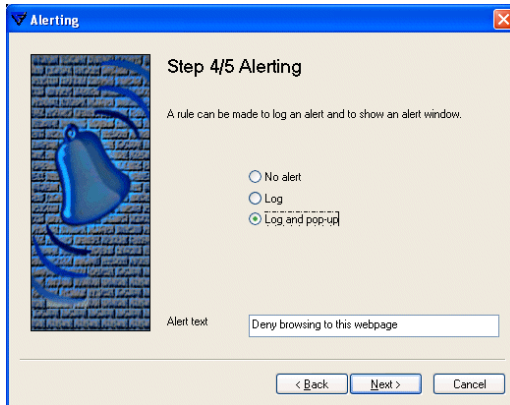 Alerting
Step 4/5 Alerting
A rule can be made to log an alert and to show an alert window.
No alert
Log
Log and pop-up
Alert text
Deny browsing to this webpage
< Back
Next >
Cancel